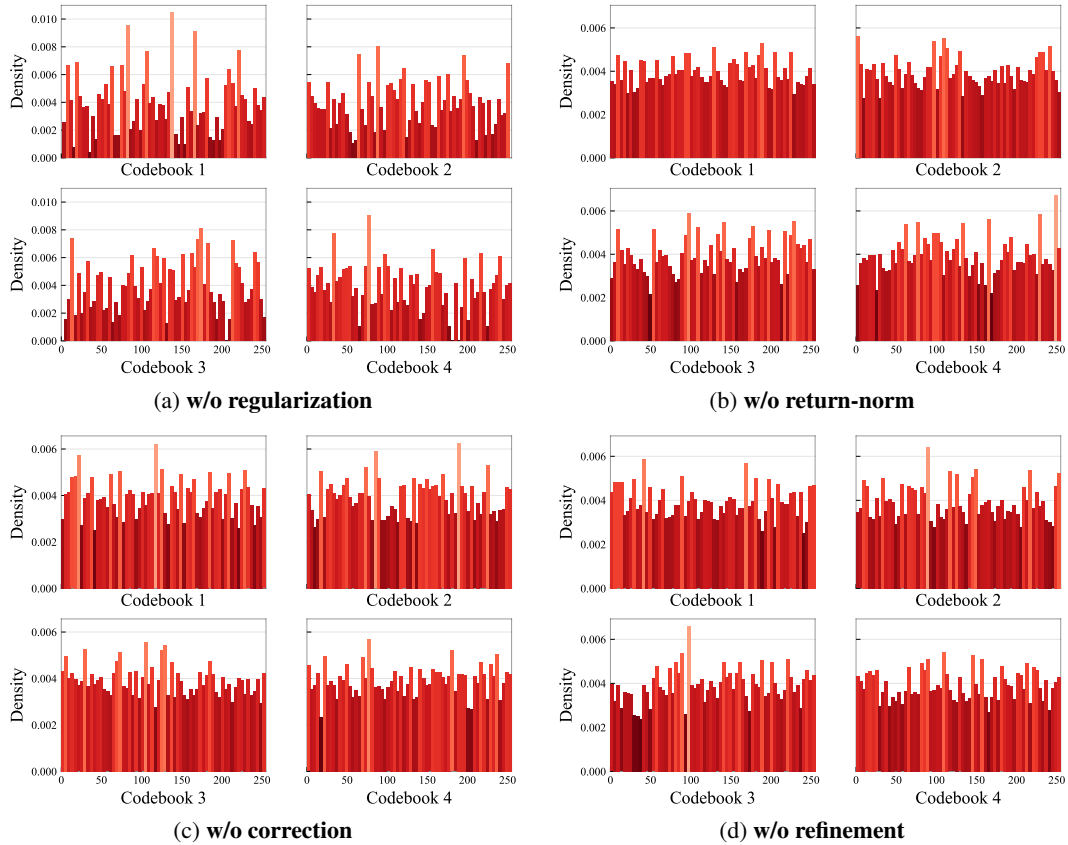 Density
0.010
0.008
0.006
0.004
0.002
0.000
Codebook 1
Codebook 2
Density
0.010
0.008
0.006
0.004
0.002
0.000
0 50 100 150 200 250
0 50 100 150 200 250
Codebook 3
Codebook 4
(a) w/o regularization
Density
0.006
0.004
0.002
0.000
Codebook 1
Codebook 2
Density
0.006
0.004
0.002
0.000
0 50 100 150 200 250
0 50 100 150 200 250
Codebook 3
Codebook 4
(b) w/o return-norm
Density
0.006
0.004
0.002
0.000
Codebook 1
Codebook 2
Density
0.006
0.004
0.002
0.000
0 50 100 150 200 250
0 50 100 150 200 250
Codebook 3
Codebook 4
(c) w/o correction
Density
0.006
0.004
0.002
0.000
Codebook 1
Codebook 2
Density
0.006
0.004
0.002
0.000
0 50 100 150 200 250
0 50 100 150 200 250
Codebook 3
Codebook 4
(d) w/o refinement